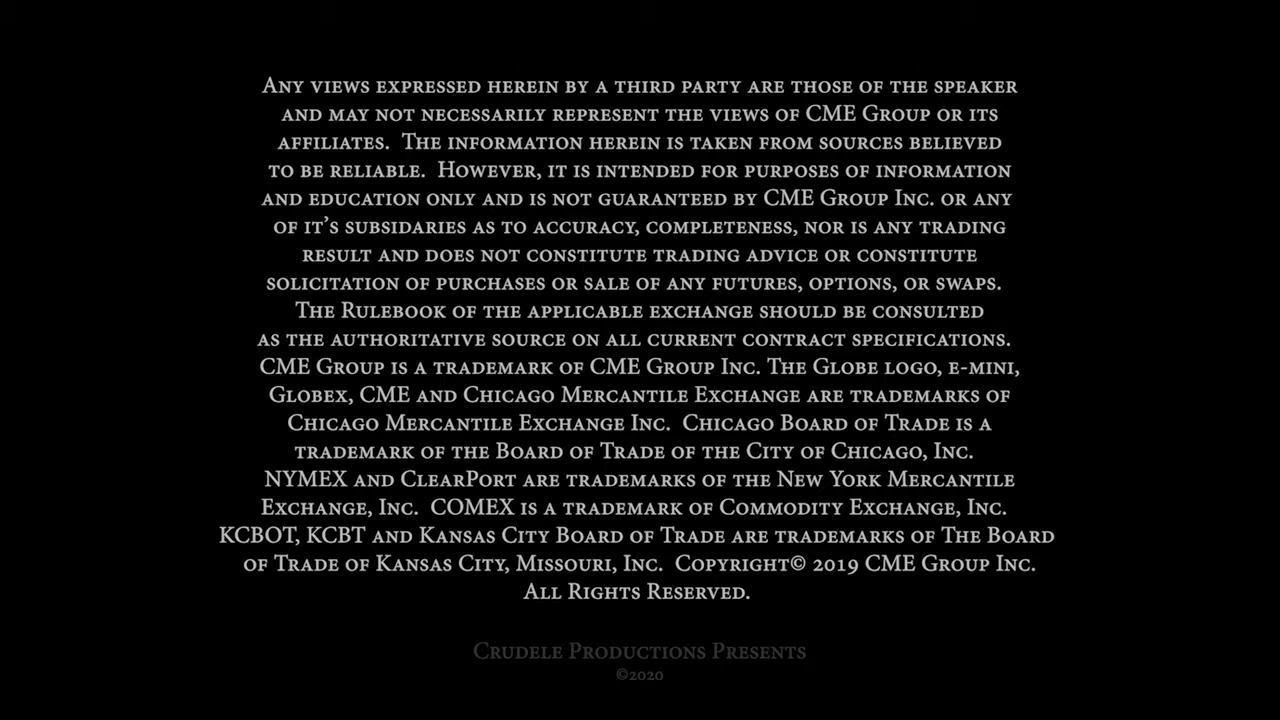 Any views expressed herein by a third party are those of the speaker
and may not necessarily represent the views of CME Group or its
affiliates.  The information herein is taken from sources believed
to be reliable.  However, it is intended for purposes of information
and education only and is not guaranteed by CME Group Inc. or any
of it's subsidaries as to accuracy, completeness, nor is any trading
result and does not constitute trading advice or constitute
solicitation of purchases or sale of any futures, options, or swaps.
The Rulebook of the applicable exchange should be consulted
as the authoritative source on all current contract specifications.
CME Group is a trademark of CME Group Inc. The Globe logo, e-mini,
Globex, CME and Chicago Mercantile Exchange are trademarks of
Chicago Mercantile Exchange Inc.  Chicago Board of Trade is a
trademark of the Board of Trade of the City of Chicago, Inc.
NYMEX and ClearPort are trademarks of the New York Mercantile
Exchange, Inc.  COMEX is a trademark of Commodity Exchange, Inc.
KCBOT, KCBT and Kansas City Board of Trade are trademarks of The Board
of Trade of Kansas City, Missouri, Inc.  Copyright© 2019 CME Group Inc.
All Rights Reserved.
Crudele Productions Presents
©2020